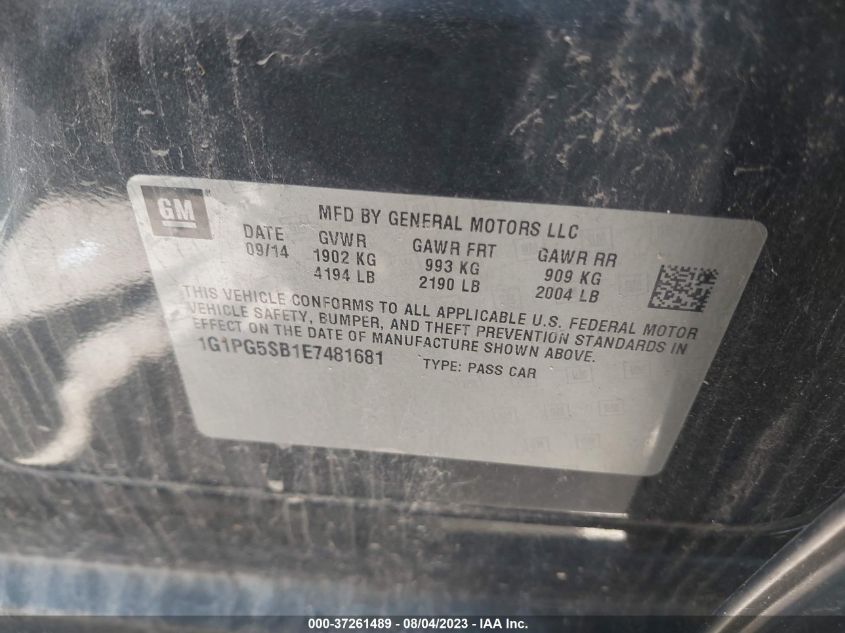 GM
MFD BY GENERAL MOTORS LLC
DATE GVWR GAWR FRT GAWR RR
09/14 1902 KG 993 KG 909 KG
4194 LB 2190 LB 2004 LB
THIS VEHICLE CONFORMS TO ALL APPLICABLE U.S. FEDERAL MOTOR
VEHICLE SAFETY, BUMPER, AND THEFT PREVENTION STANDARDS IN
EFFECT ON THE DATE OF MANUFACTURE SHOWN ABOVE.
1G1PG5SB1E7481681 TYPE: PASS CAR
000-37261489 - 08/04/2023 - IAA Inc.